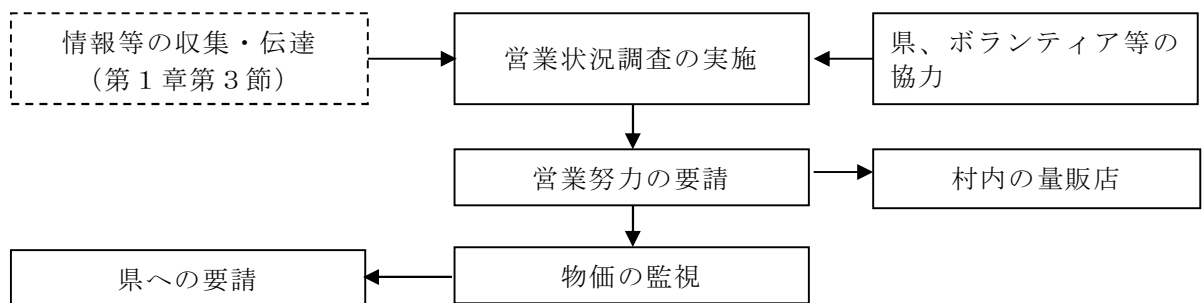 情報等の収集・伝達
（第１章第３節）
営業状況調査の実施
県、ボランティア等の
協力
営業努力の要請
村内の量販店
県への要請
物価の監視